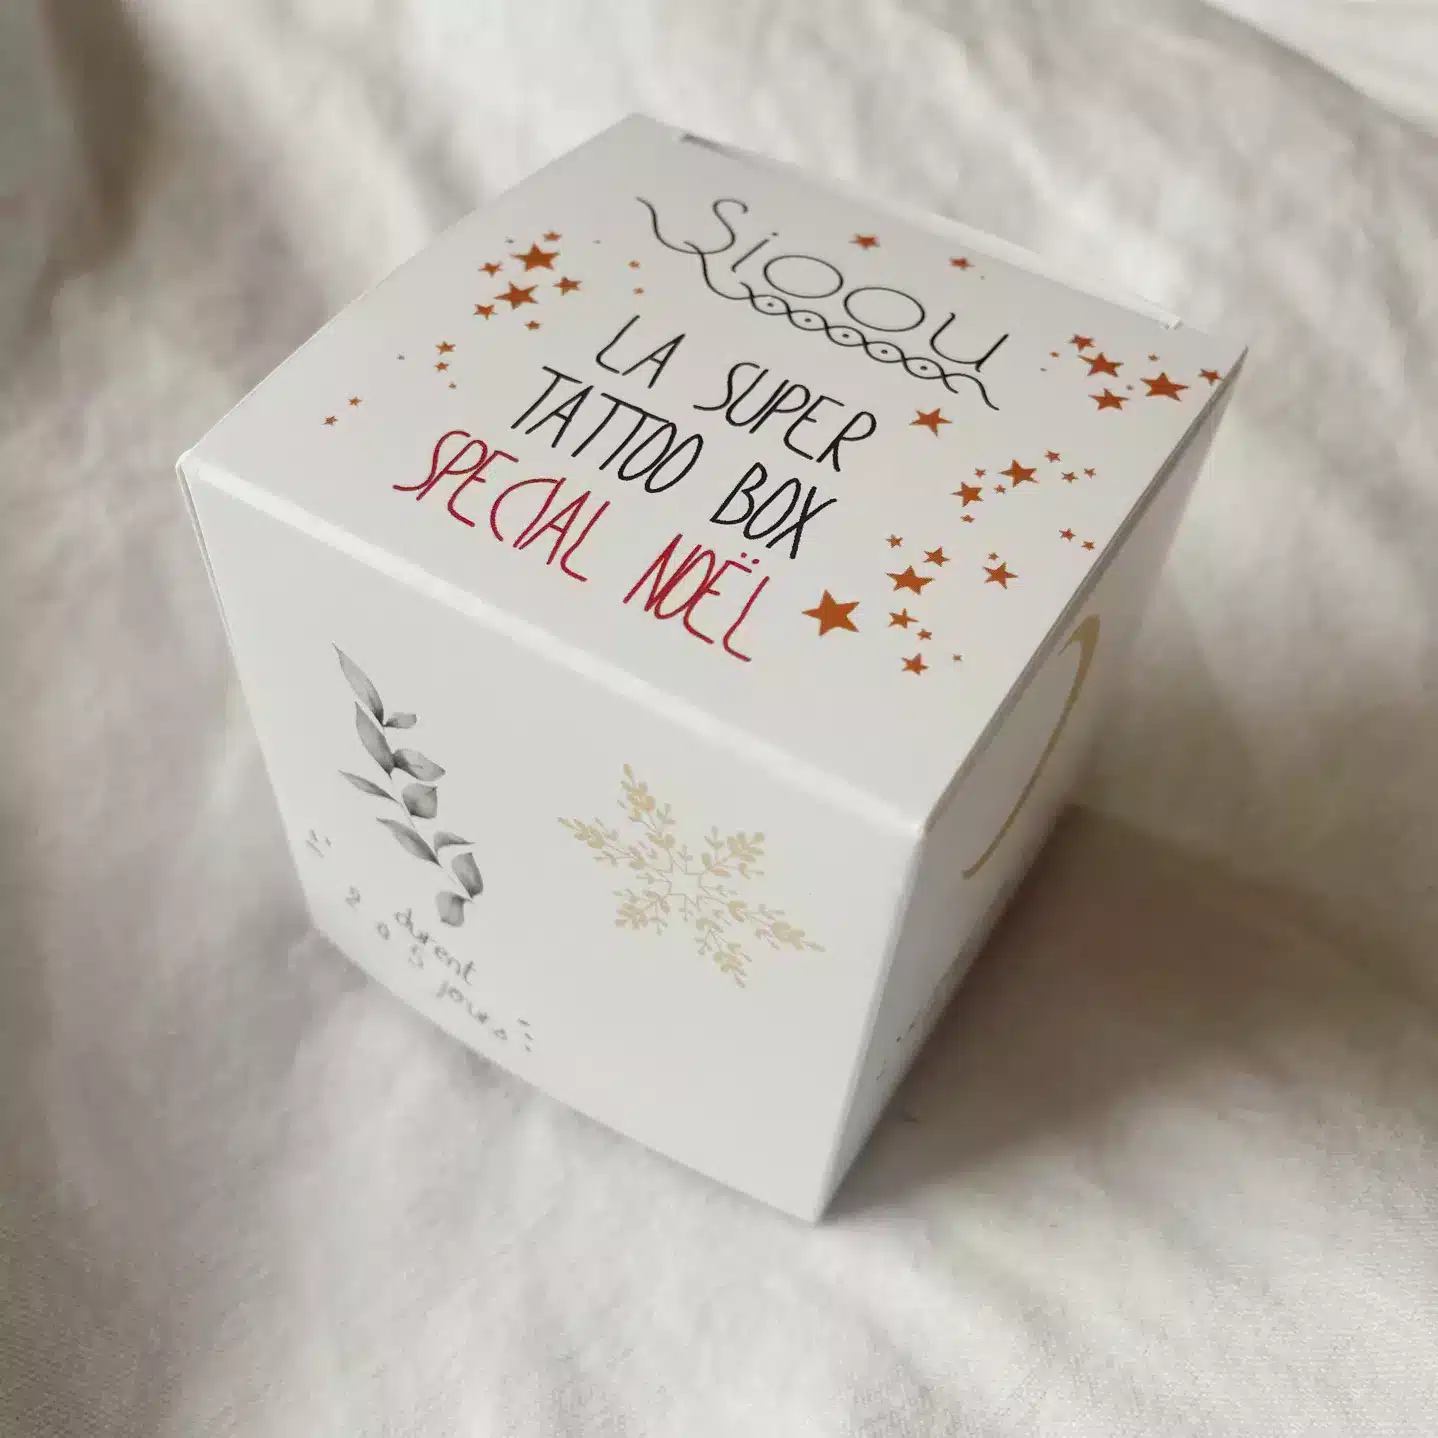 Sioou
LA SUPER
TATTOO BOX
SPECIAL NOËL
durent
2 à 5 jours